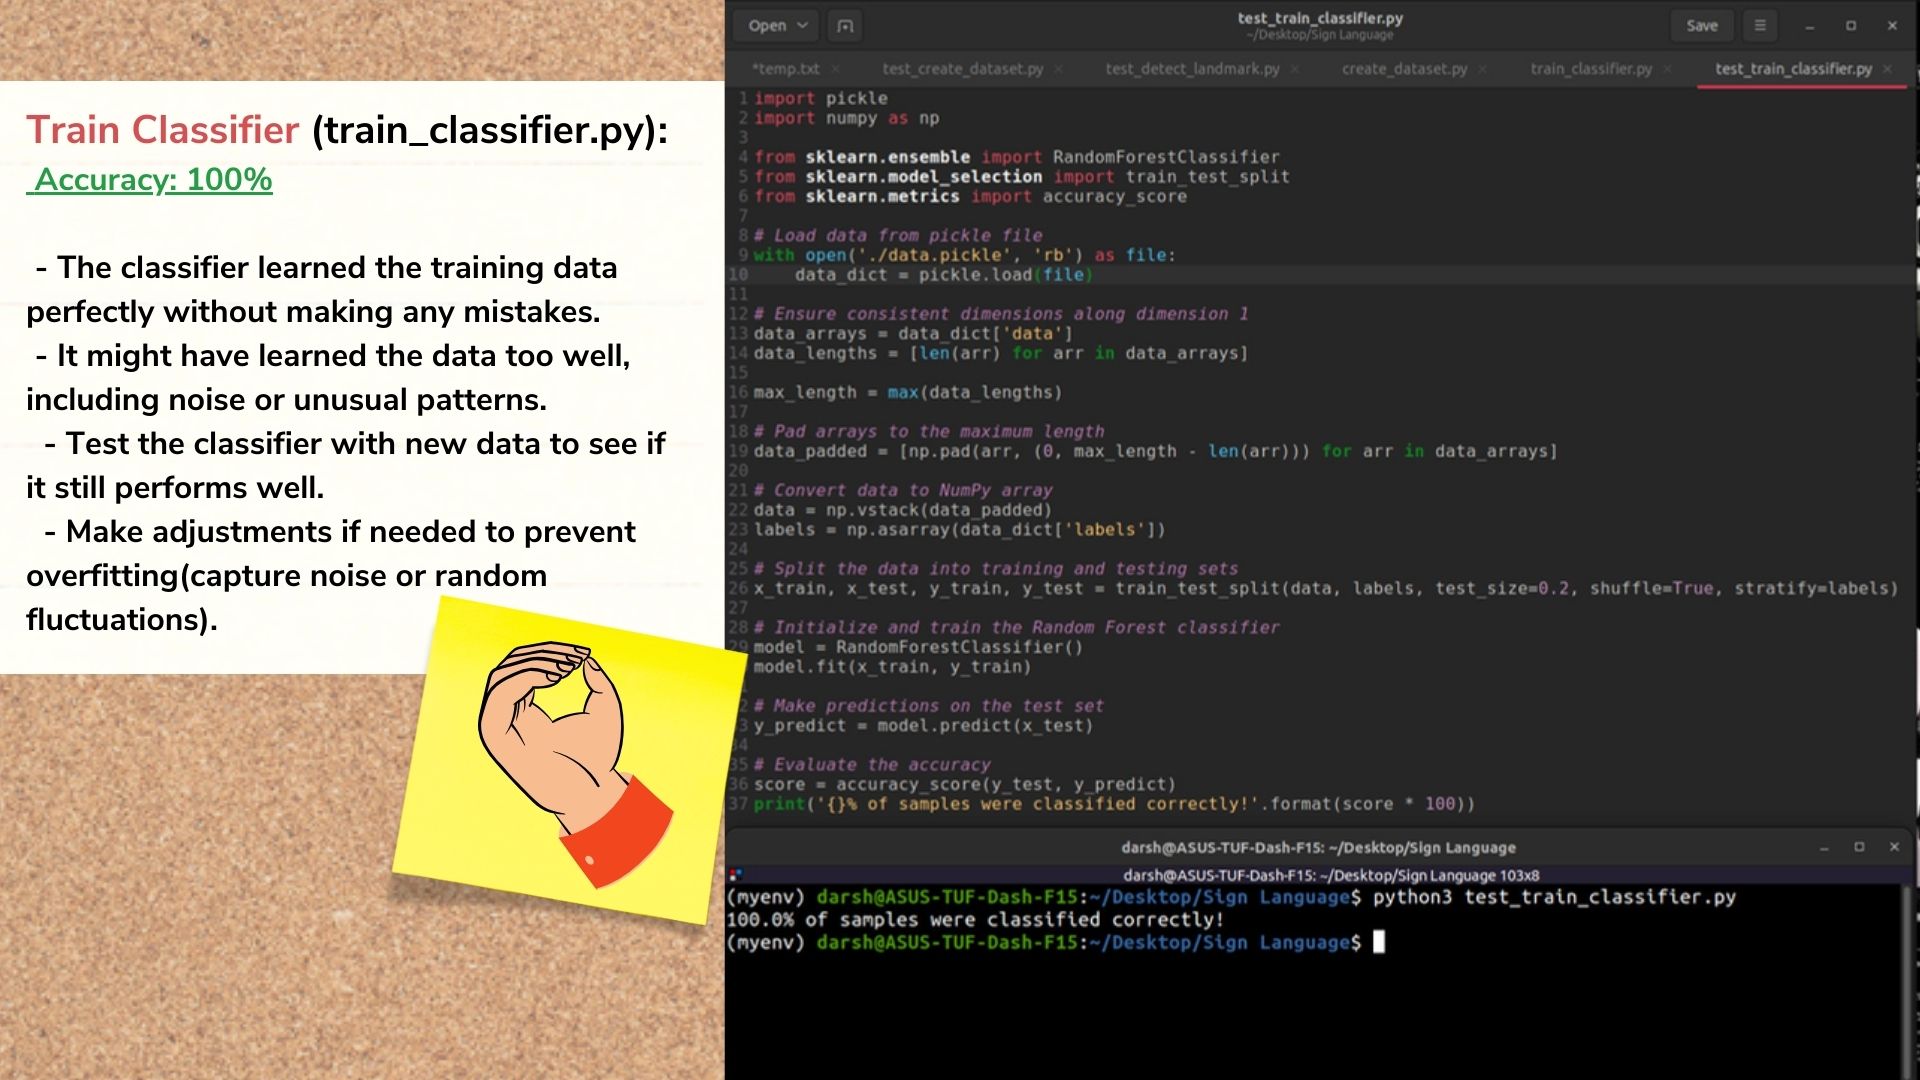 Train Classifier (train_classifier.py):
Accuracy: 100%
- The classifier learned the training data
perfectly without making any mistakes.
- It might have learned the data too well,
including noise or unusual patterns.
- Test the classifier with new data to see if
it still performs well.
- Make adjustments if needed to prevent
overfitting(capture noise or random
fluctuations).
Open
test_train_classifier.py
~/Desktop/Sign Language
Save
*temp.txt × test_create_dataset.py × test_detect_landmark.py × create_dataset.py × train_classifier.py × test_train_classifier.py ×
1 import pickle
2 import numpy as np
3
4 from sklearn.ensemble import RandomForestClassifier
5 from sklearn.model_selection import train_test_split
6 from sklearn.metrics import accuracy_score
7
8 # Load data from pickle file
9 with open('./data.pickle', 'rb') as file:
10     data_dict = pickle.load(file)
11
12 # Ensure consistent dimensions along dimension 1
13 data_arrays = data_dict['data']
14 data_lengths = [len(arr) for arr in data_arrays]
15
16 max_length = max(data_lengths)
17
18 # Pad arrays to the maximum length
19 data_padded = [np.pad(arr, (0, max_length - len(arr))) for arr in data_arrays]
20
21 # Convert data to NumPy array
22 data = np.vstack(data_padded)
23 labels = np.asarray(data_dict['labels'])
24
25 # Split the data into training and testing sets
26 x_train, x_test, y_train, y_test = train_test_split(data, labels, test_size=0.2, shuffle=True, stratify=labels)
27
28 # Initialize and train the Random Forest classifier
29 model = RandomForestClassifier()
model.fit(x_train, y_train)
# Make predictions on the test set
y_predict = model.predict(x_test)
34
35 # Evaluate the accuracy
36 score = accuracy_score(y_test, y_predict)
37 print('{}% of samples were classified correctly!'.format(score * 100))
darsh@ASUS-TUF-Dash-F15: ~/Desktop/Sign Language
darsh@ASUS-TUF-Dash-F15: ~/Desktop/Sign Language 103x8
(myenv) darsh@ASUS-TUF-Dash-F15:~/Desktop/Sign Language$ python3 test_train_classifier.py
100.0% of samples were classified correctly!
(myenv) darsh@ASUS-TUF-Dash-F15:~/Desktop/Sign Language$